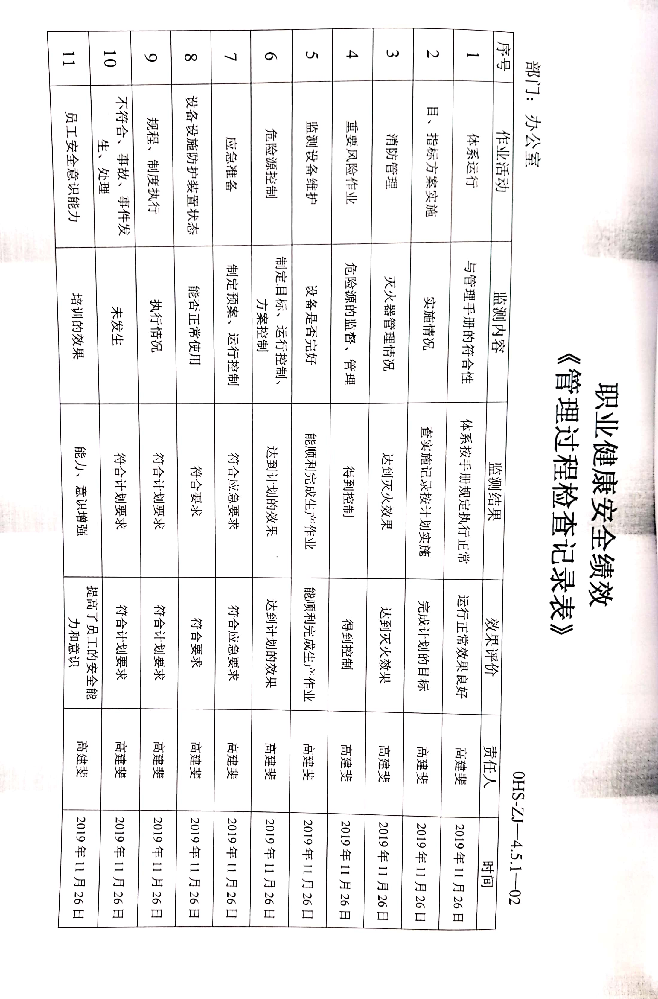 职业健康安全绩效
《管理过程检查记录表》
部门：办公室 0HS-ZJ—4.5.1—02
序号 作业活动 监测内容 监测结果 效果评价 责任人 时间
1 体系运行 与管理手册的符合性 体系按手册规定执行正常 运行正常效果良好 高建斐 2019年11月26日
2 目、指标方案实施 实施情况 查实施记录按计划实施 完成计划的目标 高建斐 2019年11月26日
3 消防管理 灭火器管理情况 达到灭火效果 达到灭火效果 高建斐 2019年11月26日
4 重要风险作业 危险源的监督、管理 得到控制 得到控制 高建斐 2019年11月26日
5 监测设备维护 设备是否完好 能顺利完成生产作业 能顺利完成生产作业 高建斐 2019年11月26日
6 危险源控制 制定目标、运行控制、
方案控制 达到计划的效果 达到计划的效果 高建斐 2019年11月26日
7 应急准备 制定预案、运行控制 符合应急要求 符合应急要求 高建斐 2019年11月26日
8 设备设施防护装置状态 能否正常使用 符合要求 符合要求 高建斐 2019年11月26日
9 规程、制度执行 执行情况 符合计划要求 符合计划要求 高建斐 2019年11月26日
10 不符合、事故、事件发
生、处理 未发生 符合计划要求 符合计划要求 高建斐 2019年11月26日
11 员工安全意识能力 培训的效果 能力、意识增强 提高了员工的安全能
力和意识 高建斐 2019年11月26日